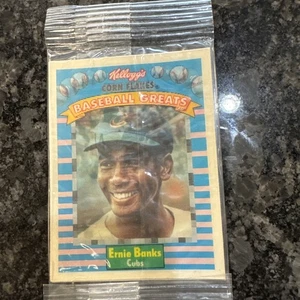 Kellogg's
CORN FLAKES
BASEBALL GREATS
Ernie Banks
Cubs